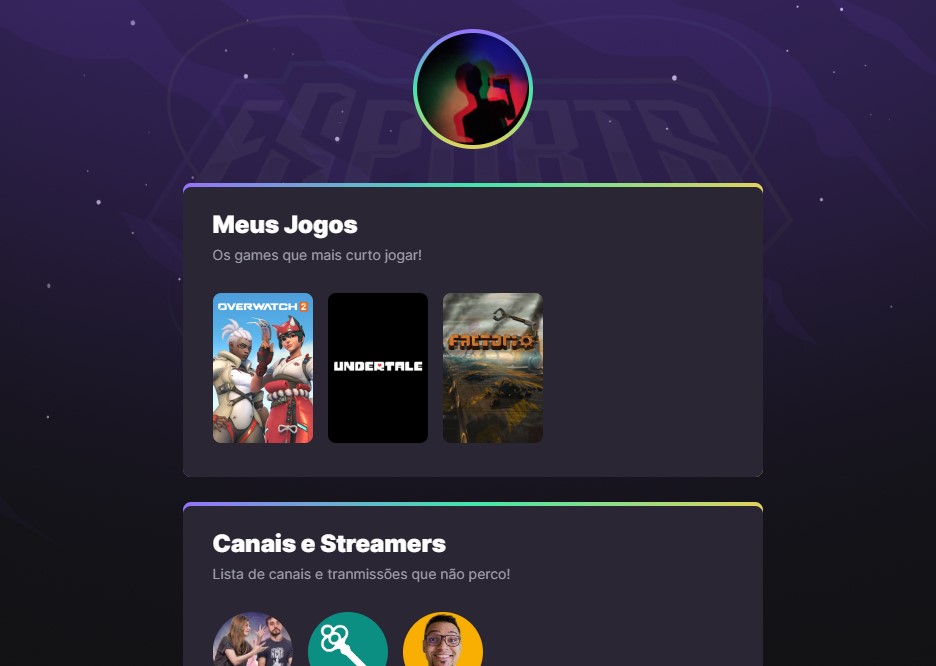 ESPORTS
Meus Jogos
Os games que mais curto jogar!
OVERWATCH 2
UNDERTALE
FACTORIO
Canais e Streamers
Lista de canais e tranmissões que não perco!